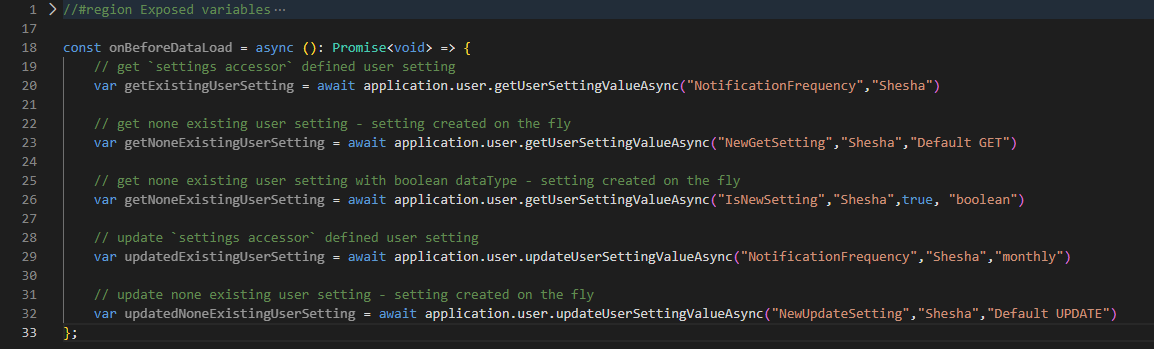 1 > //#region Exposed variables ...
17
18 const onBeforeDataLoad = async (): Promise<void> => {
19     // get `settings accessor` defined user setting
20     var getExistingUserSetting = await application.user.getUserSettingValueAsync("NotificationFrequency","Shesha")
21
22     // get none existing user setting - setting created on the fly
23     var getNoneExistingUserSetting = await application.user.getUserSettingValueAsync("NewGetSetting","Shesha","Default GET")
24
25     // get none existing user setting with boolean dataType - setting created on the fly
26     var getNoneExistingUserSetting = await application.user.getUserSettingValueAsync("IsNewSetting","Shesha",true, "boolean")
27
28     // update `settings accessor` defined user setting
29     var updatedExistingUserSetting = await application.user.updateUserSettingValueAsync("NotificationFrequency","Shesha","monthly")
30
31     // update none existing user setting - setting created on the fly
32     var updatedNoneExistingUserSetting = await application.user.updateUserSettingValueAsync("NewUpdateSetting","Shesha","Default UPDATE")
33 };